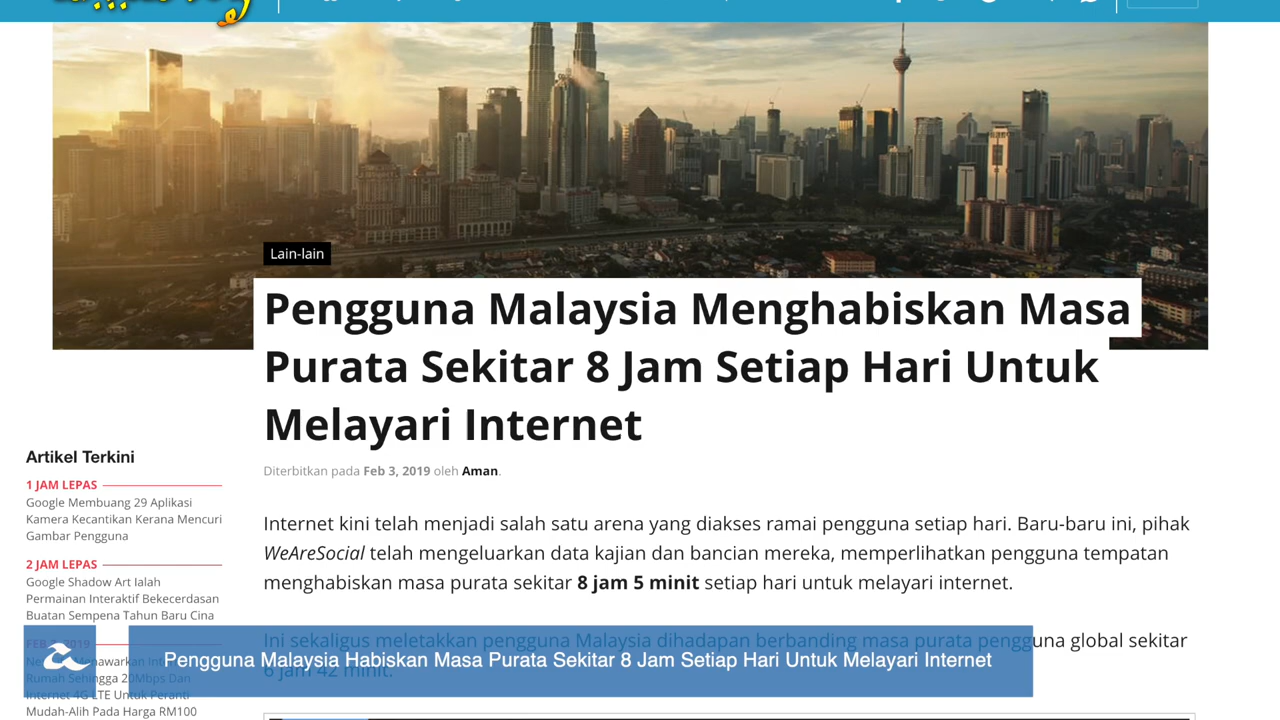 Lain-lain
Pengguna Malaysia Menghabiskan Masa
Purata Sekitar 8 Jam Setiap Hari Untuk
Melayari Internet
Diterbitkan pada Feb 3, 2019 oleh Aman.
Internet kini telah menjadi salah satu arena yang diakses ramai pengguna setiap hari. Baru-baru ini, pihak
WeAreSocial telah mengeluarkan data kajian dan bancian mereka, memperlihatkan pengguna tempatan
menghabiskan masa purata sekitar 8 jam 5 minit setiap hari untuk melayari internet.
Ini sekaligus meletakkan pengguna Malaysia dihadapan berbanding masa purata pengguna global sekitar
6 jam 42 minit.
Artikel Terkini
1 JAM LEPAS
Google Membuang 29 Aplikasi
Kamera Kecantikan Kerana Mencuri
Gambar Pengguna
2 JAM LEPAS
Google Shadow Art Ialah
Permainan Interaktif Bekecerdasan
Buatan Sempena Tahun Baru Cina
2019
Rumah Sehingga 20Mbps Dan
Internet 4G LTE Untuk Peranti
Mudah-Alih Pada Harga RM100
Pengguna Malaysia Habiskan Masa Purata Sekitar 8 Jam Setiap Hari Untuk Melayari Internet